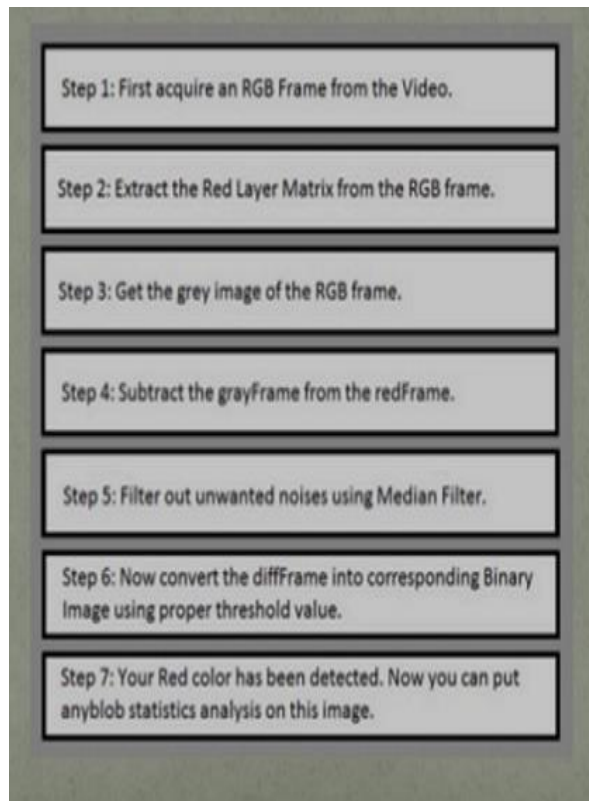 Step 1: First acquire an RGB Frame from the Video.
Step 2: Extract the Red Layer Matrix from the RGB frame.
Step 3: Get the grey image of the RGB frame.
Step 4: Subtract the grayFrame from the redFrame.
Step 5: Filter out unwanted noises using Median Filter.
Step 6: Now convert the diffFrame into corresponding Binary
Image using proper threshold value.
Step 7: Your Red color has been detected. Now you can put
anyblob statistics analysis on this image.